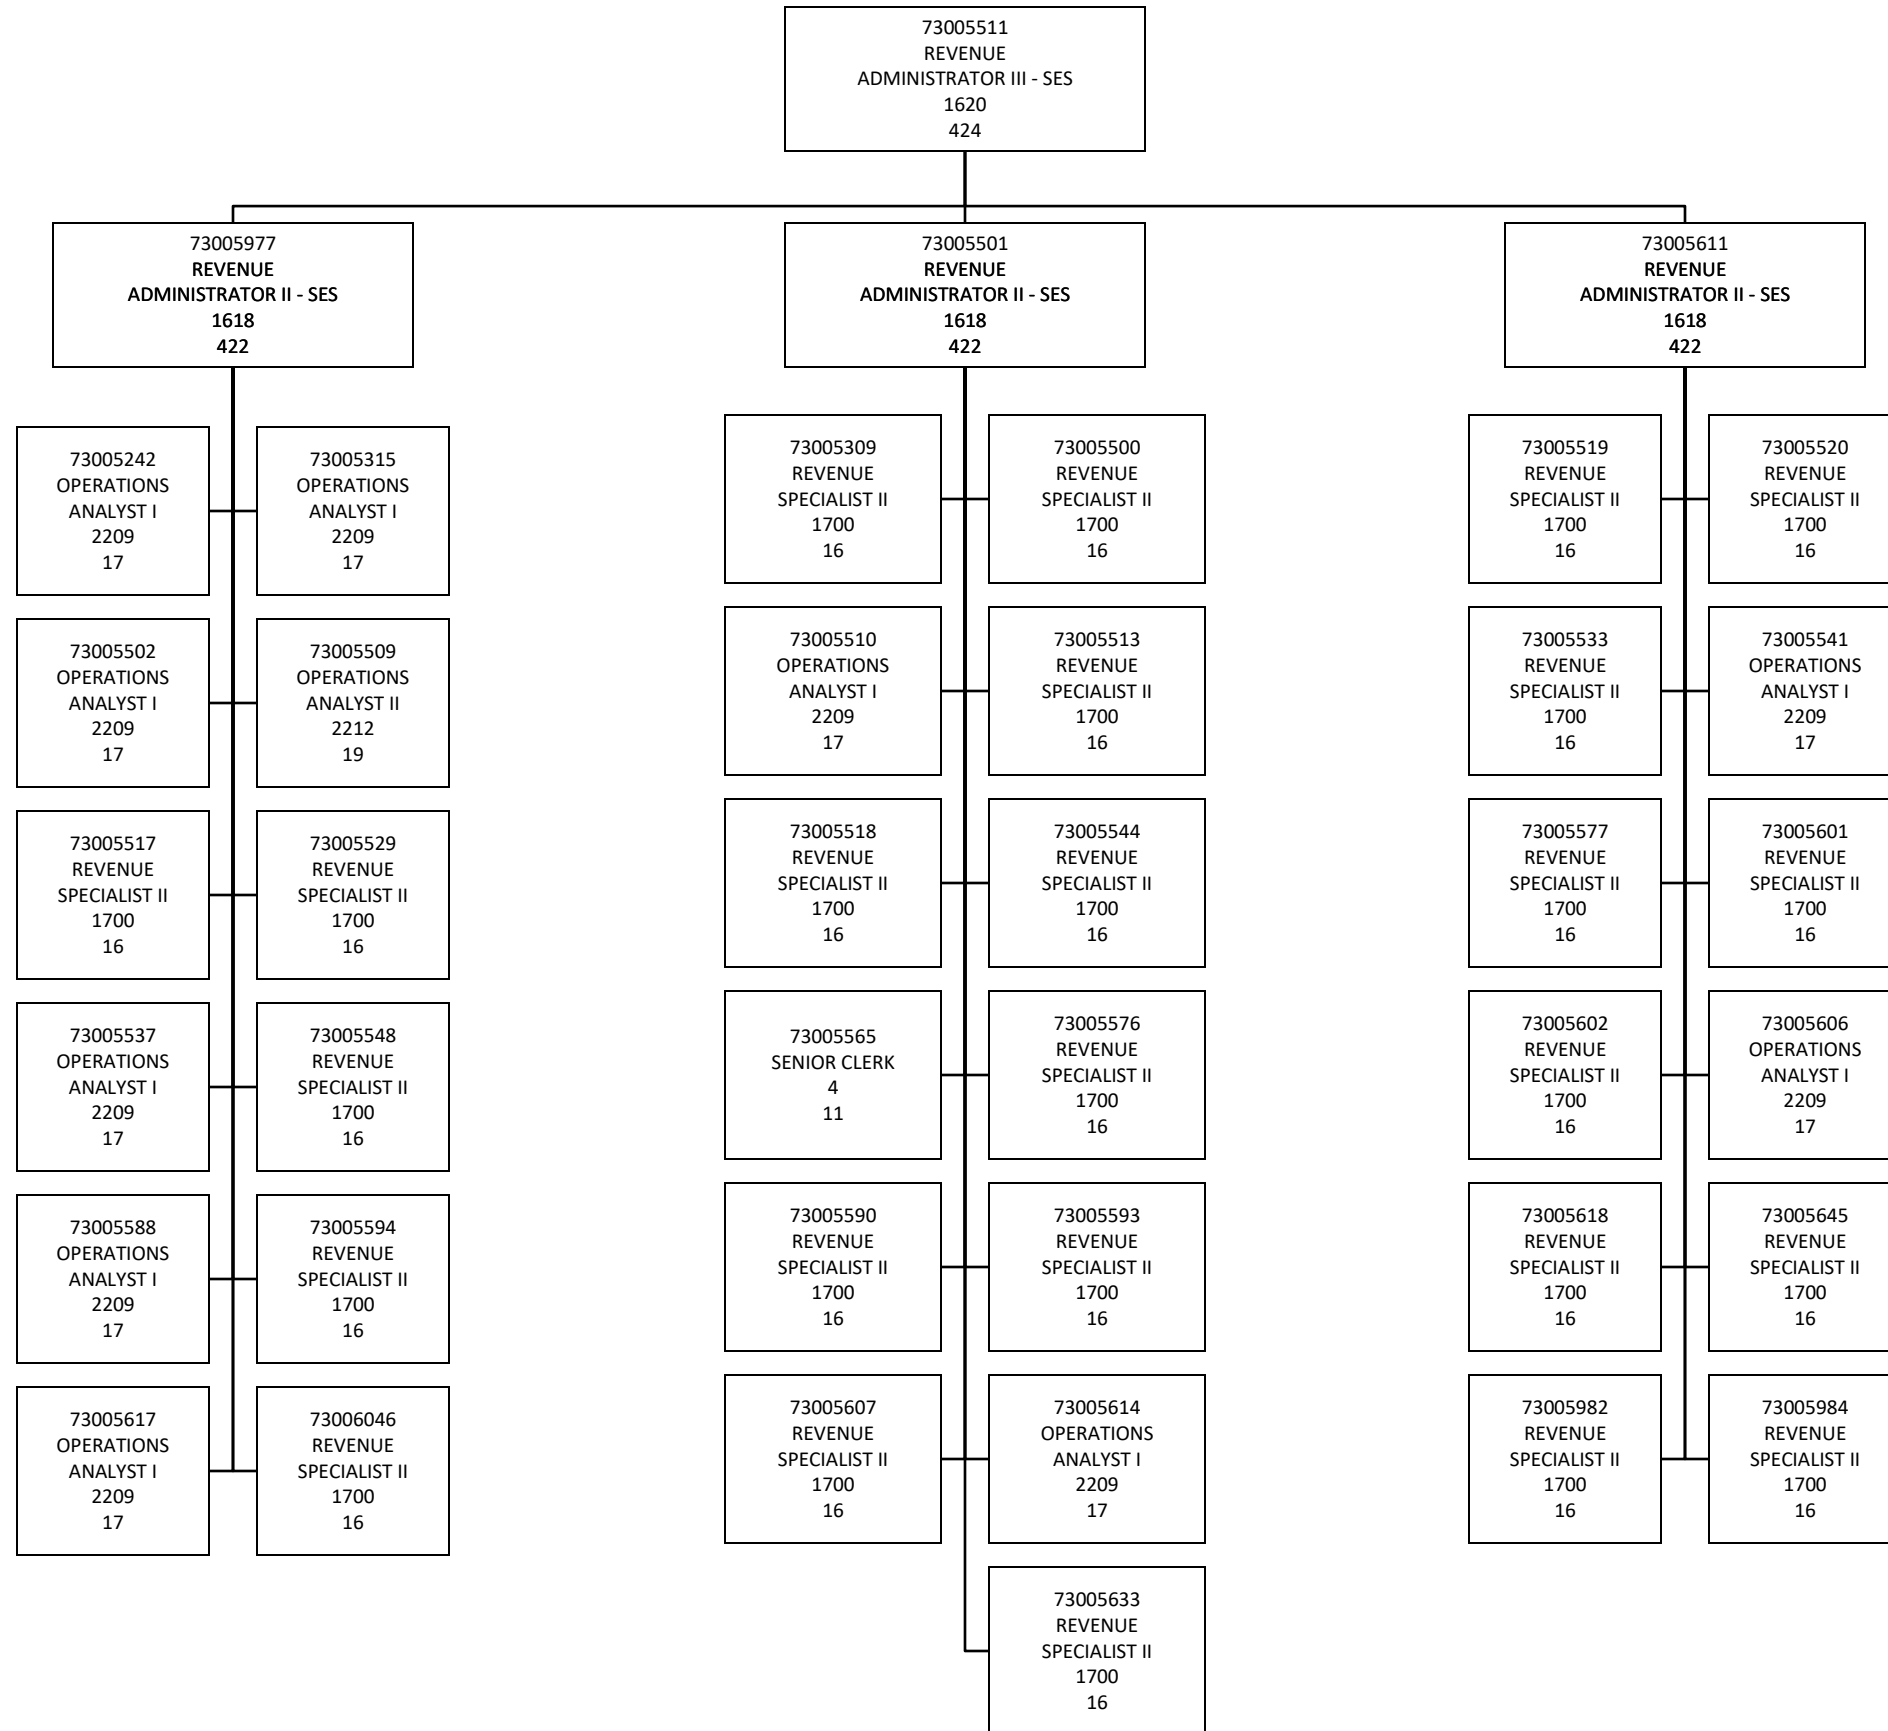 73005511
REVENUE
ADMINISTRATOR III - SES
1620
424
73005977
REVENUE
ADMINISTRATOR II - SES
1618
422
73005501
REVENUE
ADMINISTRATOR II - SES
1618
422
73005611
REVENUE
ADMINISTRATOR II - SES
1618
422
73005242
OPERATIONS
ANALYST I
2209
17
73005315
OPERATIONS
ANALYST I
2209
17
73005502
OPERATIONS
ANALYST I
2209
17
73005509
OPERATIONS
ANALYST II
2212
19
73005517
REVENUE
SPECIALIST II
1700
16
73005529
REVENUE
SPECIALIST II
1700
16
73005537
OPERATIONS
ANALYST I
2209
17
73005548
REVENUE
SPECIALIST II
1700
16
73005588
OPERATIONS
ANALYST I
2209
17
73005594
REVENUE
SPECIALIST II
1700
16
73005617
OPERATIONS
ANALYST I
2209
17
73006046
REVENUE
SPECIALIST II
1700
16
73005309
REVENUE
SPECIALIST II
1700
16
73005500
REVENUE
SPECIALIST II
1700
16
73005510
OPERATIONS
ANALYST I
2209
17
73005513
REVENUE
SPECIALIST II
1700
16
73005518
REVENUE
SPECIALIST II
1700
16
73005544
REVENUE
SPECIALIST II
1700
16
73005565
SENIOR CLERK
4
11
73005576
REVENUE
SPECIALIST II
1700
16
73005590
REVENUE
SPECIALIST II
1700
16
73005593
REVENUE
SPECIALIST II
1700
16
73005607
REVENUE
SPECIALIST II
1700
16
73005614
OPERATIONS
ANALYST I
2209
17
73005633
REVENUE
SPECIALIST II
1700
16
73005519
REVENUE
SPECIALIST II
1700
16
73005520
REVENUE
SPECIALIST II
1700
16
73005533
REVENUE
SPECIALIST II
1700
16
73005541
OPERATIONS
ANALYST I
2209
17
73005577
REVENUE
SPECIALIST II
1700
16
73005601
REVENUE
SPECIALIST II
1700
16
73005602
REVENUE
SPECIALIST II
1700
16
73005606
OPERATIONS
ANALYST I
2209
17
73005618
REVENUE
SPECIALIST II
1700
16
73005645
REVENUE
SPECIALIST II
1700
16
73005982
REVENUE
SPECIALIST II
1700
16
73005984
REVENUE
SPECIALIST II
1700
16